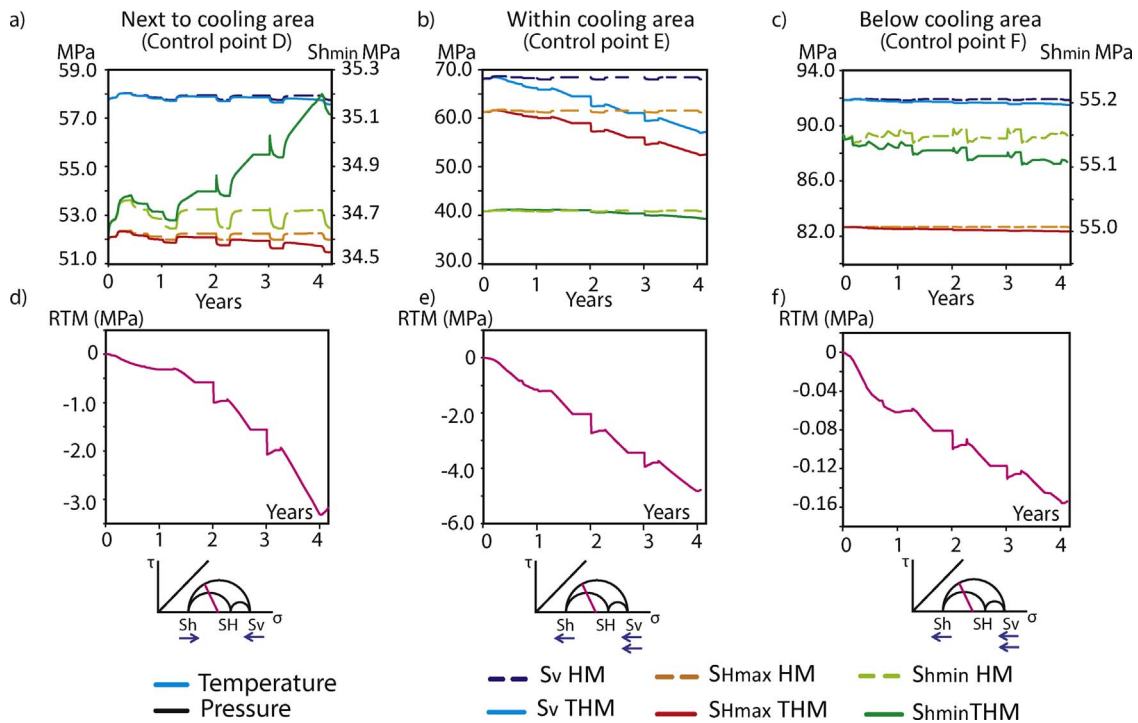 a) Next to cooling area
(Control point D)
b) Within cooling area
(Control point E)
c) Below cooling area
(Control point F)
MPa Shmin MPa
59.0
57.0
55.0
53.0
51.0
35.3
35.1
34.9
34.7
34.5
0 1 2 3 4
Years
MPa
70.0
60.0
50.0
40.0
30.0
0 1 2 3 4
Years
MPa Shmin MPa
94.0
90.0
86.0
82.0
55.2
55.1
55.0
0 1 2 3 4
Years
d)
RTM (MPa)
0
-1.0
-2.0
-3.0
Years
0 1 2 3 4
e)
RTM (MPa)
0
-2.0
-4.0
-6.0
Years
0 1 2 3 4
f)
RTM (MPa)
0
-0.04
-0.08
-0.12
-0.16
Years
0 1 2 3 4
τ
σ
Sh SH Sv
τ
σ
Sh SH Sv
τ
σ
Sh SH Sv
Temperature
Pressure
Sv HM SHmax HM Shmin HM
Sv THM SHmax THM ShminTHM